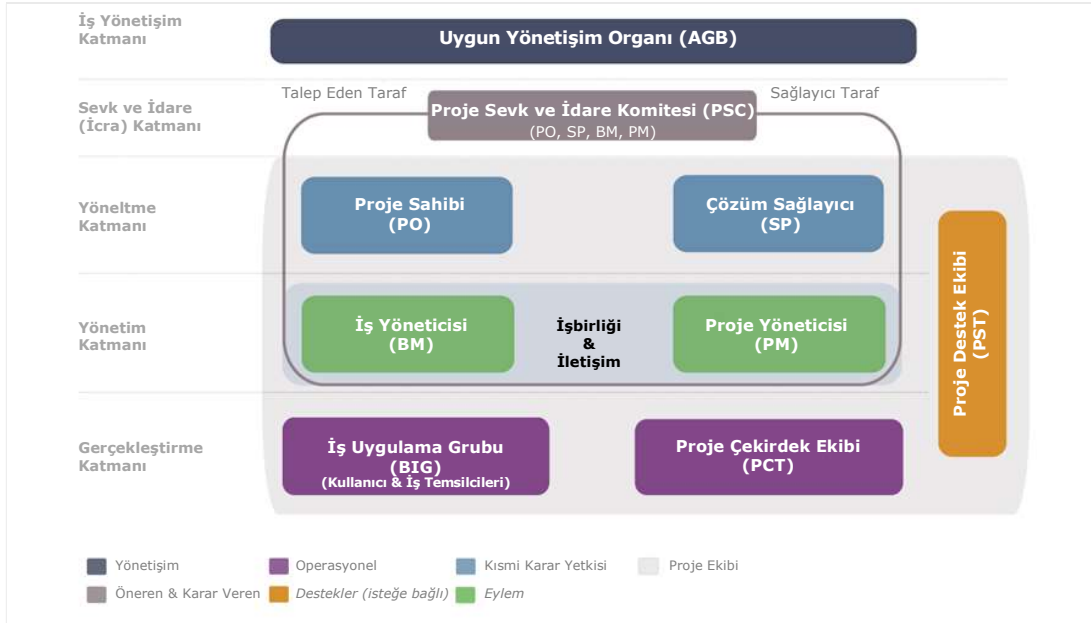 İş Yönetişim
Katmanı
Uygun Yönetişim Organı (AGB)
Talep Eden Taraf
Sağlayıcı Taraf
Sevk ve İdare
(İcra) Katmanı
Proje Sevk ve İdare Komitesi (PSC)
(PO, SP, BM, PM)
Yöneltme
Katmanı
Proje Sahibi
(PO)
Çözüm Sağlayıcı
(SP)
Yönetim
Katmanı
İş Yöneticisi
(BM)
İşbirliği
&
İletişim
Proje Yöneticisi
(PM)
Proje Destek Ekibi
(PST)
Gerçekleştirme
Katmanı
İş Uygulama Grubu
(BIG)
(Kullanıcı & İş Temsilcileri)
Proje Çekirdek Ekibi
(PCT)
Yönetişim
Operasyonel
Kısmi Karar Yetkisi
Proje Ekibi
Öneren & Karar Veren
Destekler (isteğe bağlı)
Eylem